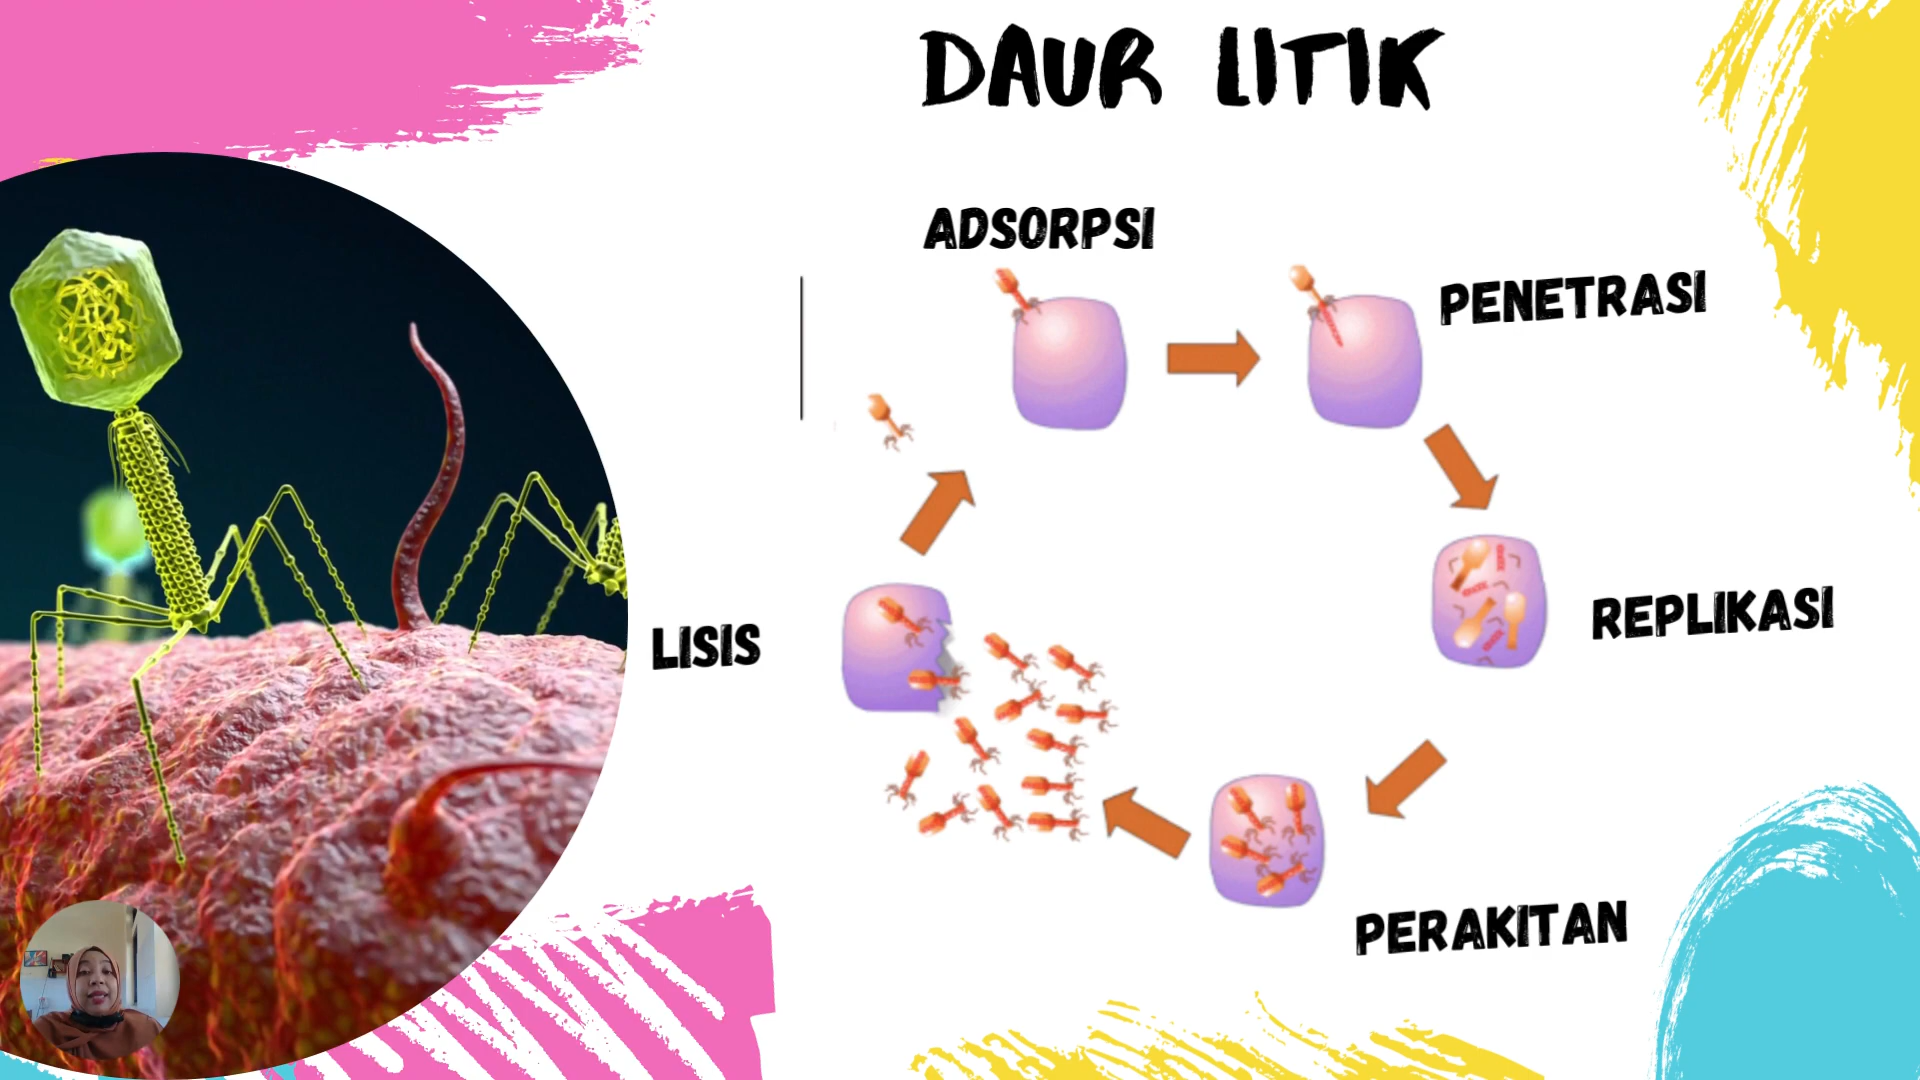 DAUR LITIK
ADSORPSI
PENETRASI
REPLIKASI
PERAKITAN
LISIS